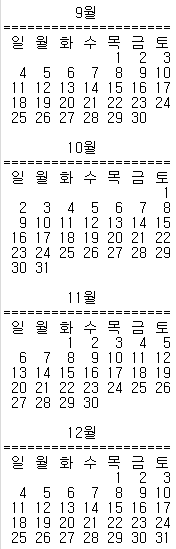 9월
=====================
일 월 화 수 목 금 토
1 2 3
4 5 6 7 8 9 10
11 12 13 14 15 16 17
18 19 20 21 22 23 24
25 26 27 28 29 30
10월
=====================
일 월 화 수 목 금 토
1
2 3 4 5 6 7 8
9 10 11 12 13 14 15
16 17 18 19 20 21 22
23 24 25 26 27 28 29
30 31
11월
=====================
일 월 화 수 목 금 토
1 2 3 4 5
6 7 8 9 10 11 12
13 14 15 16 17 18 19
20 21 22 23 24 25 26
27 28 29 30
12월
=====================
일 월 화 수 목 금 토
1 2 3
4 5 6 7 8 9 10
11 12 13 14 15 16 17
18 19 20 21 22 23 24
25 26 27 28 29 30 31